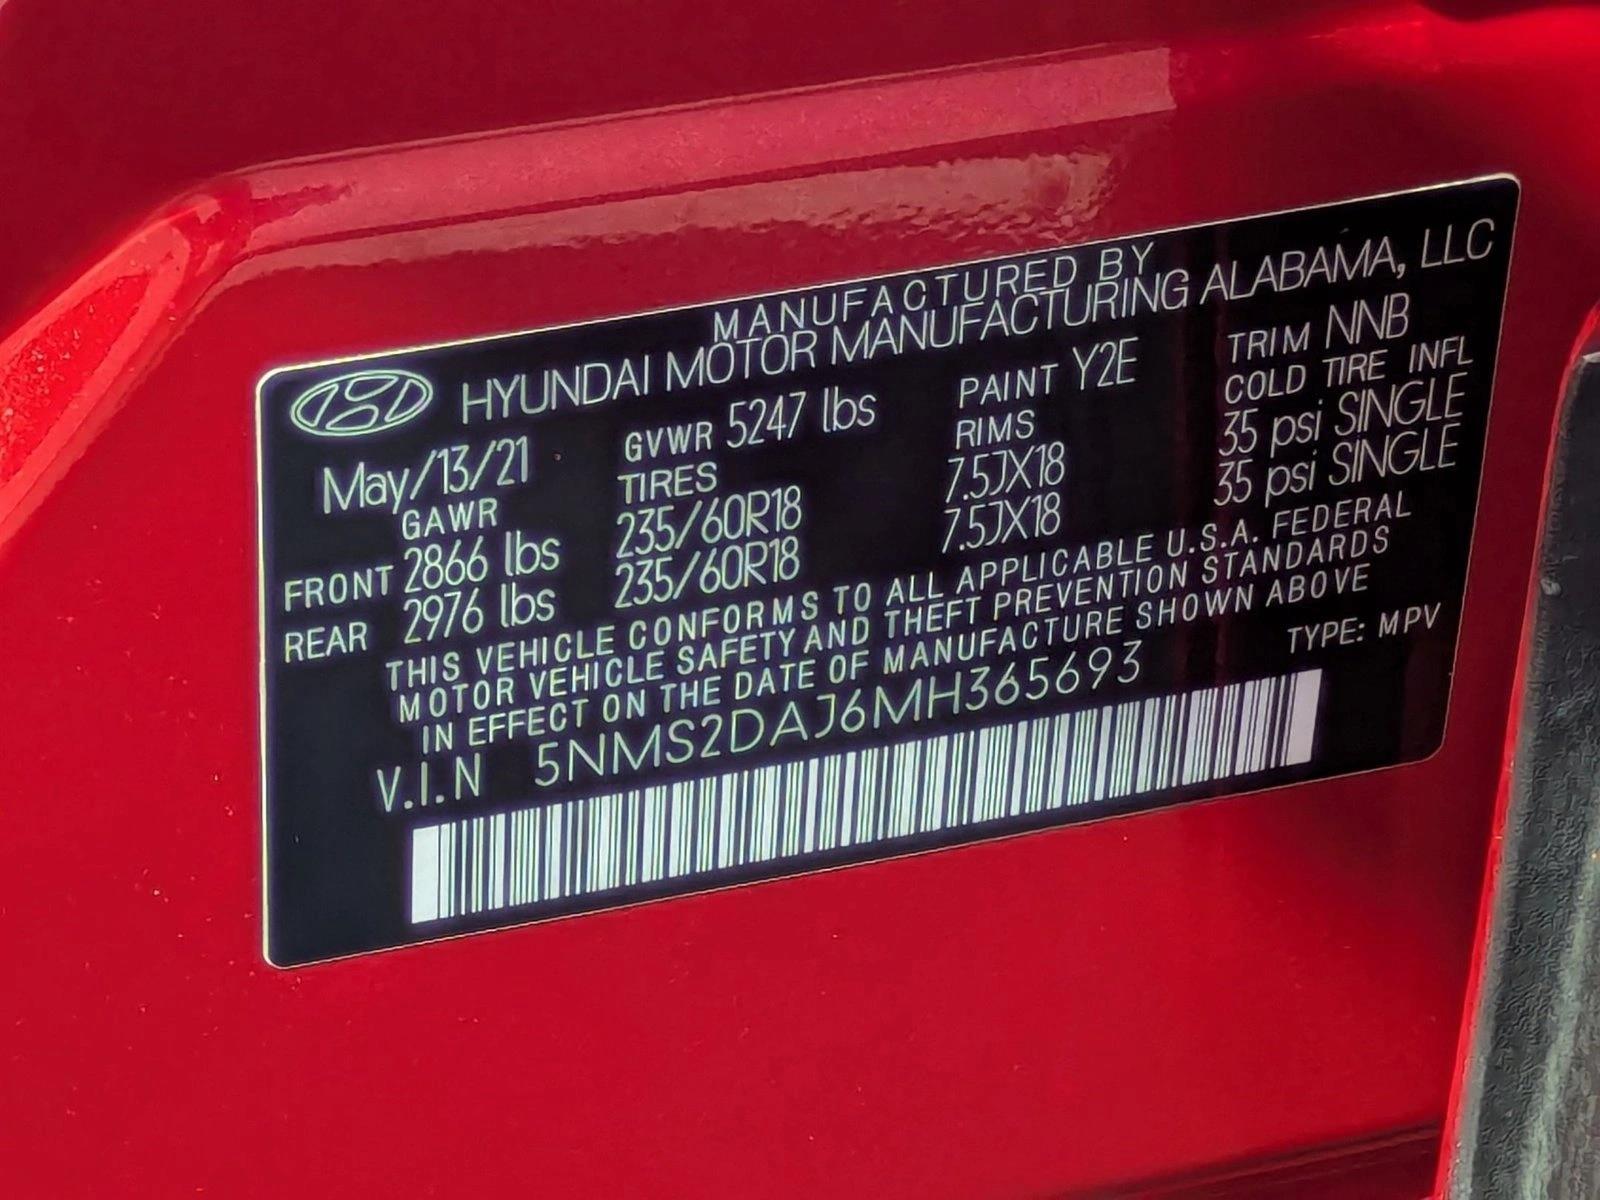 MANUFACTURED BY
HYUNDAI MOTOR MANUFACTURING ALABAMA, LLC
May/13/21 GVWR 5247 lbs PAINT Y2E TRIM NNB
GAWR TIRES RIMS COLD TIRE INFL
FRONT 2866 lbs 235/60R18 7.5JX18 35 psi SINGLE
REAR 2976 lbs 235/60R18 7.5JX18 35 psi SINGLE
THIS VEHICLE CONFORMS TO ALL APPLICABLE U.S.A. FEDERAL
MOTOR VEHICLE SAFETY AND THEFT PREVENTION STANDARDS
IN EFFECT ON THE DATE OF MANUFACTURE SHOWN ABOVE
V.I.N 5NMS2DAJ6MH365693 TYPE: MPV